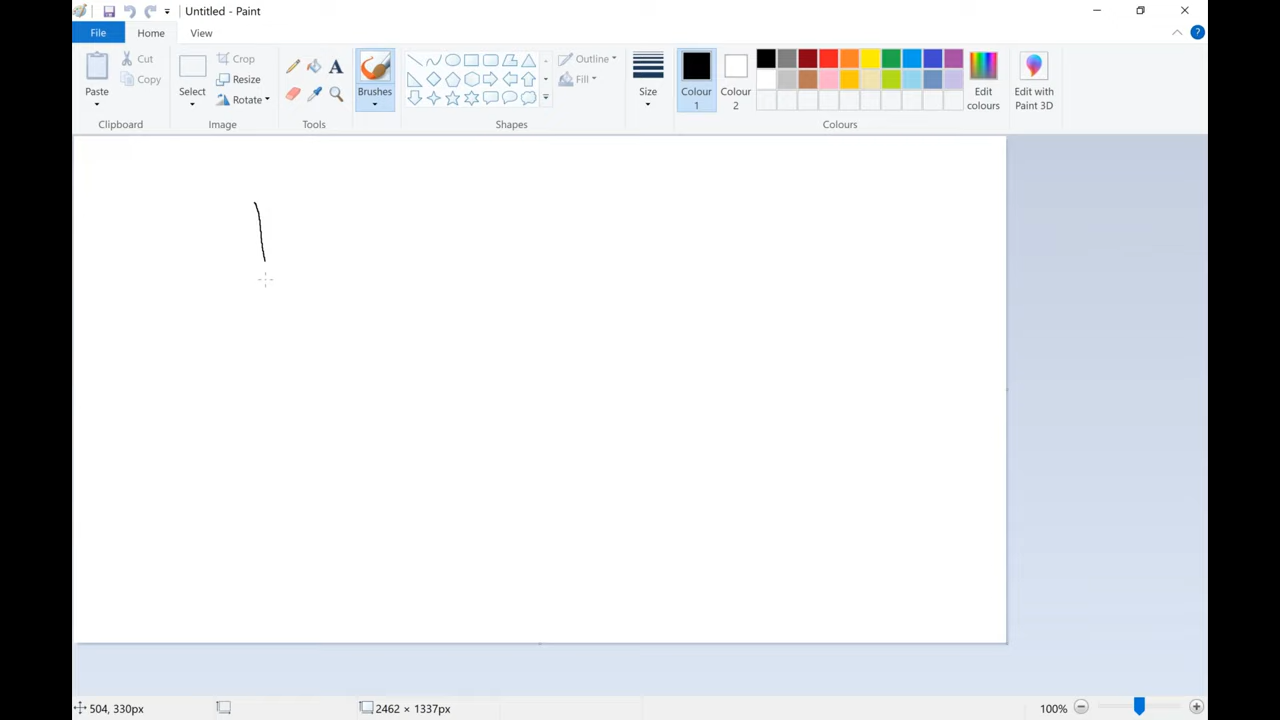 Untitled - Paint
File Home View
Paste Cut Copy Select Crop Resize Rotate Brushes Outline Fill Size Colour 1 Colour 2 Edit colours Edit with Paint 3D
Clipboard Image Tools Shapes Colours
504, 330px 2462 × 1337px 100%